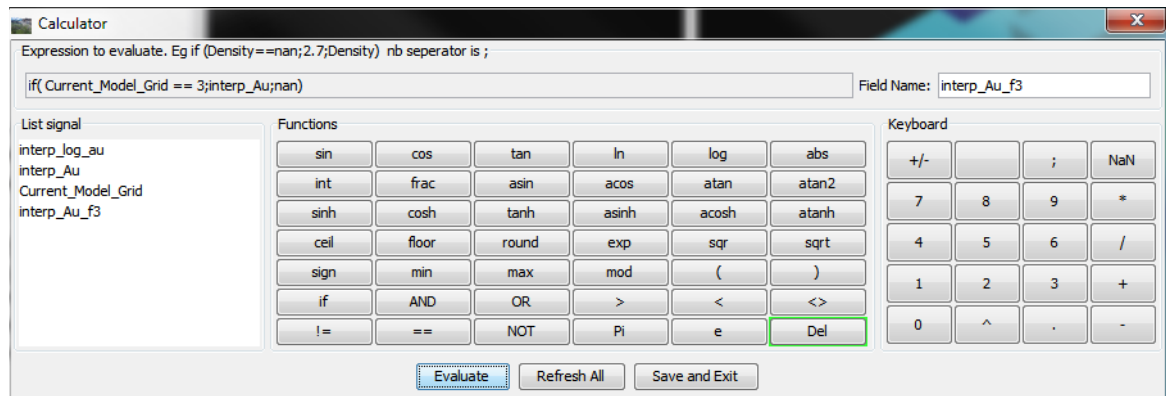 Calculator
Expression to evaluate. Eg if (Density==nan;2.7;Density) nb seperator is ;
if( Current_Model_Grid == 3;interp_Au;nan) Field Name: interp_Au_f3
List signal Functions Keyboard
interp_log_au
interp_Au
Current_Model_Grid
interp_Au_f3
sin cos tan ln log abs
int frac asin acos atan atan2
sinh cosh tanh asinh acosh atanh
ceil floor round exp sqr sqrt
sign min max mod ( )
if AND OR > < <>
!= == NOT Pi e Del
+/- ; NaN
7 8 9 *
4 5 6 /
1 2 3 +
0 ^ . -
Evaluate Refresh All Save and Exit